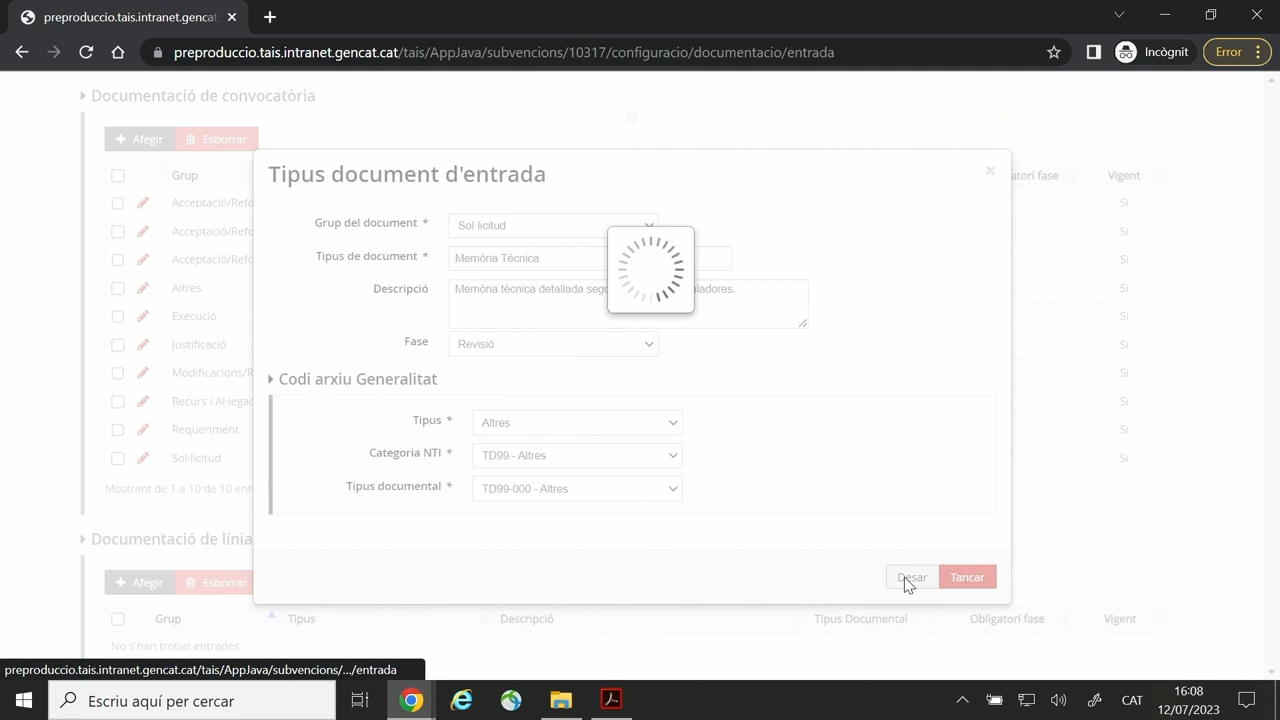 preproduccio.tais.intranet.gencat
preproduccio.tais.intranet.gencat.cat/tais/AppJava/subvencions/10317/configuracio/documentacio/entrada
Incògnit
Error
Documentació de convocatòria
Afegir
Esborrar
Grup
Vigent
Acceptació/Refo Sí
Acceptació/Refo Sí
Acceptació/Refo Sí
Altres Sí
Execució Sí
Justificació Sí
Modificacions/R Sí
Recurs i Al·legac Sí
Requeriment Sí
Sol·licitud Sí
Mostrant de 1 a 10 de 10 ent
atori fase
Tipus document d'entrada
×
Grup del document * Sol·licitud
Tipus de document * Memòria Tècnica
Descripció Memòria tècnica detallada sego ladores.
Fase Revisió
Codi arxiu Generalitat
Tipus * Altres
Categoria NTI * TD99 - Altres
Tipus documental * TD99-000 - Altres
Desar
Tancar
Documentació de línia
Afegir
Esborrar
Grup Tipus Descripció Tipus Documental Obligatori fase Vigent
No s'han trobat entrades
preproduccio.tais.intranet.gencat.cat/tais/AppJava/subvencions/.../entrada
Escriu aquí per cercar
CAT
16:08
12/07/2023